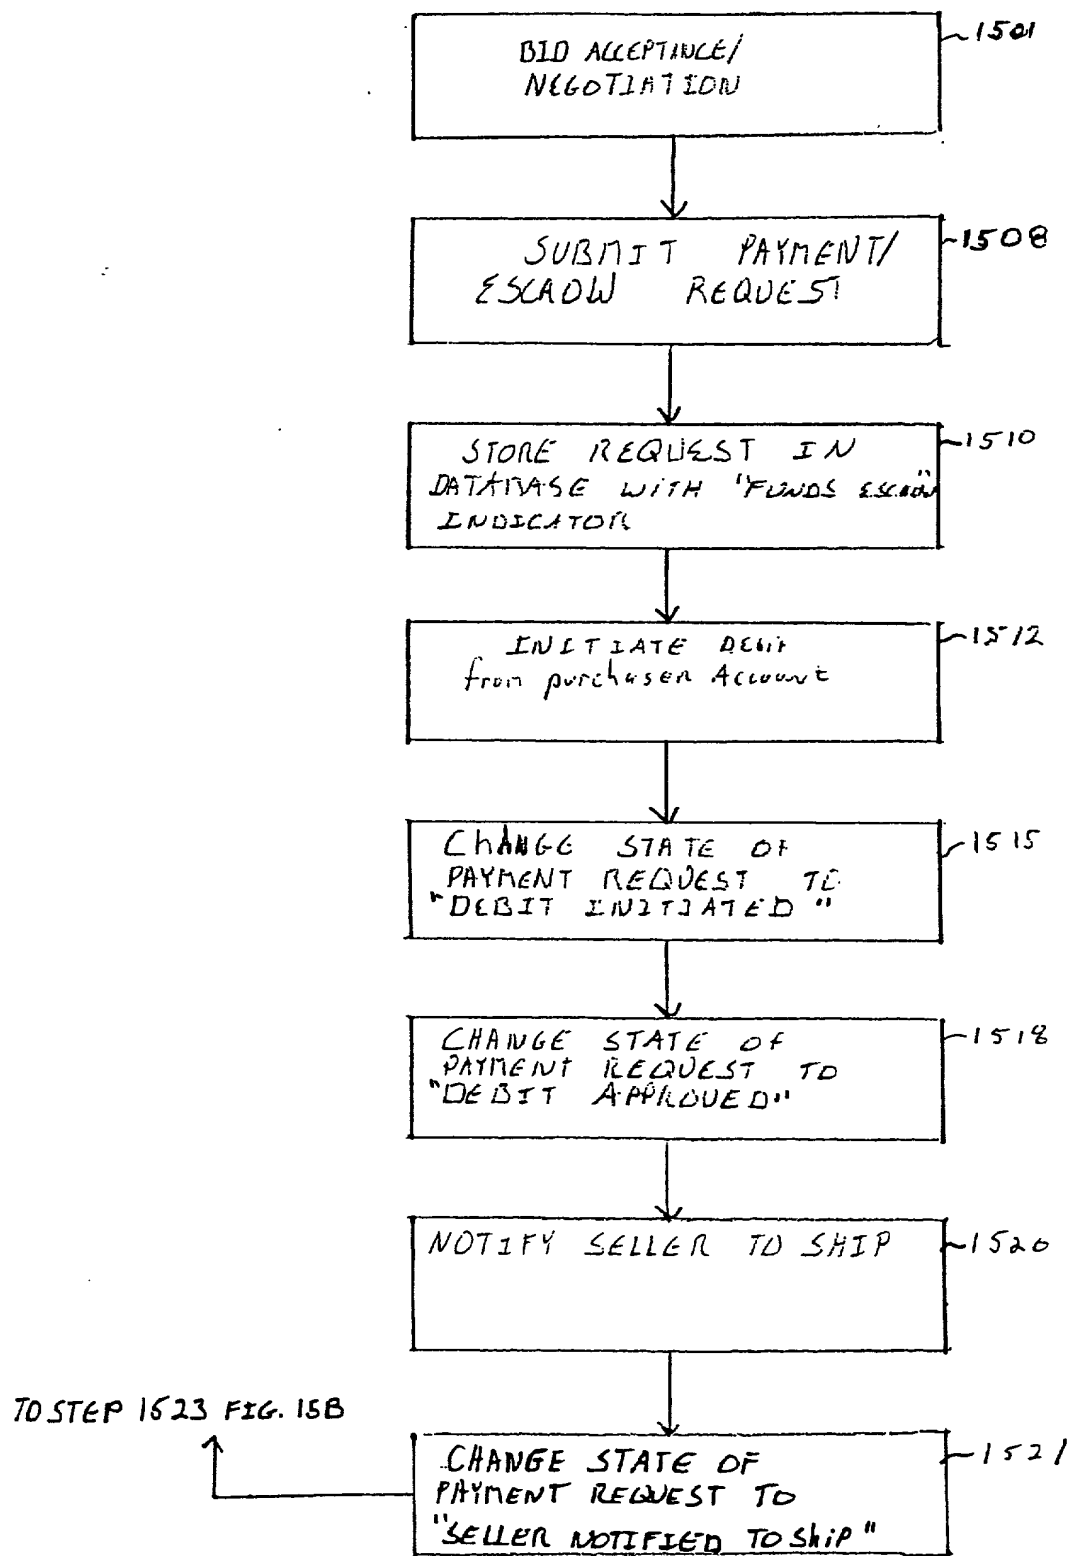 BID ACCEPTANCE/
NEGOTIATION
1501
SUBMIT PAYMENT/
ESCROW REQUEST
1508
STORE REQUEST IN
DATABASE WITH "FUNDS ESCROW"
INDICATOR
1510
INITIATE DEBIT
from purchaser Account
1512
CHANGE STATE OF
PAYMENT REQUEST TO
"DEBIT INITIATED"
1515
CHANGE STATE OF
PAYMENT REQUEST TO
"DEBIT APPROVED"
1518
NOTIFY SELLER TO SHIP
1520
TO STEP 1523 FIG. 15B
CHANGE STATE OF
PAYMENT REQUEST TO
"SELLER NOTIFIED TO ShiP"
1521